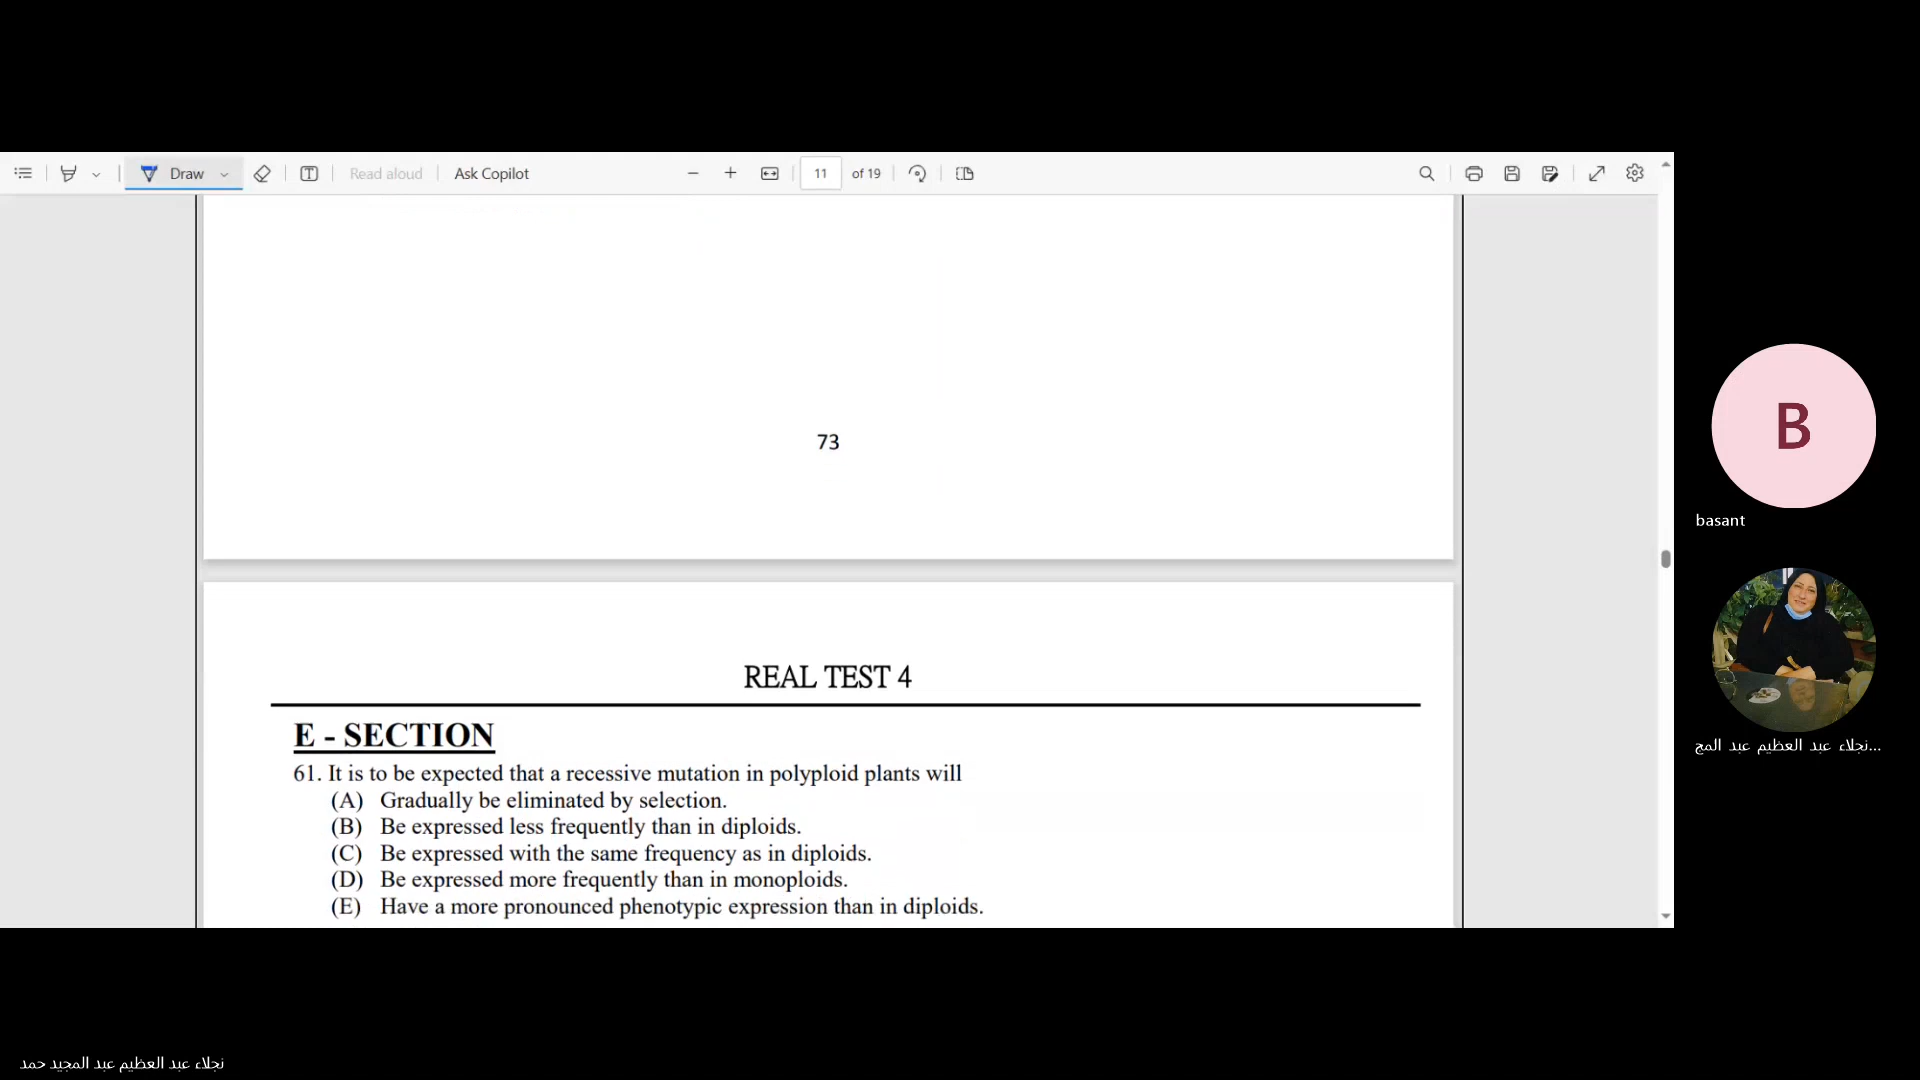 Draw
Read aloud
Ask Copilot
11
of 19
73
REAL TEST 4
E - SECTION
61. It is to be expected that a recessive mutation in polyploid plants will
(A) Gradually be eliminated by selection.
(B) Be expressed less frequently than in diploids.
(C) Be expressed with the same frequency as in diploids.
(D) Be expressed more frequently than in monoploids.
(E) Have a more pronounced phenotypic expression than in diploids.
B
basant
نجلاء عبد العظيم عبد المج...
نجلاء عبد العظيم عبد المجيد حمد